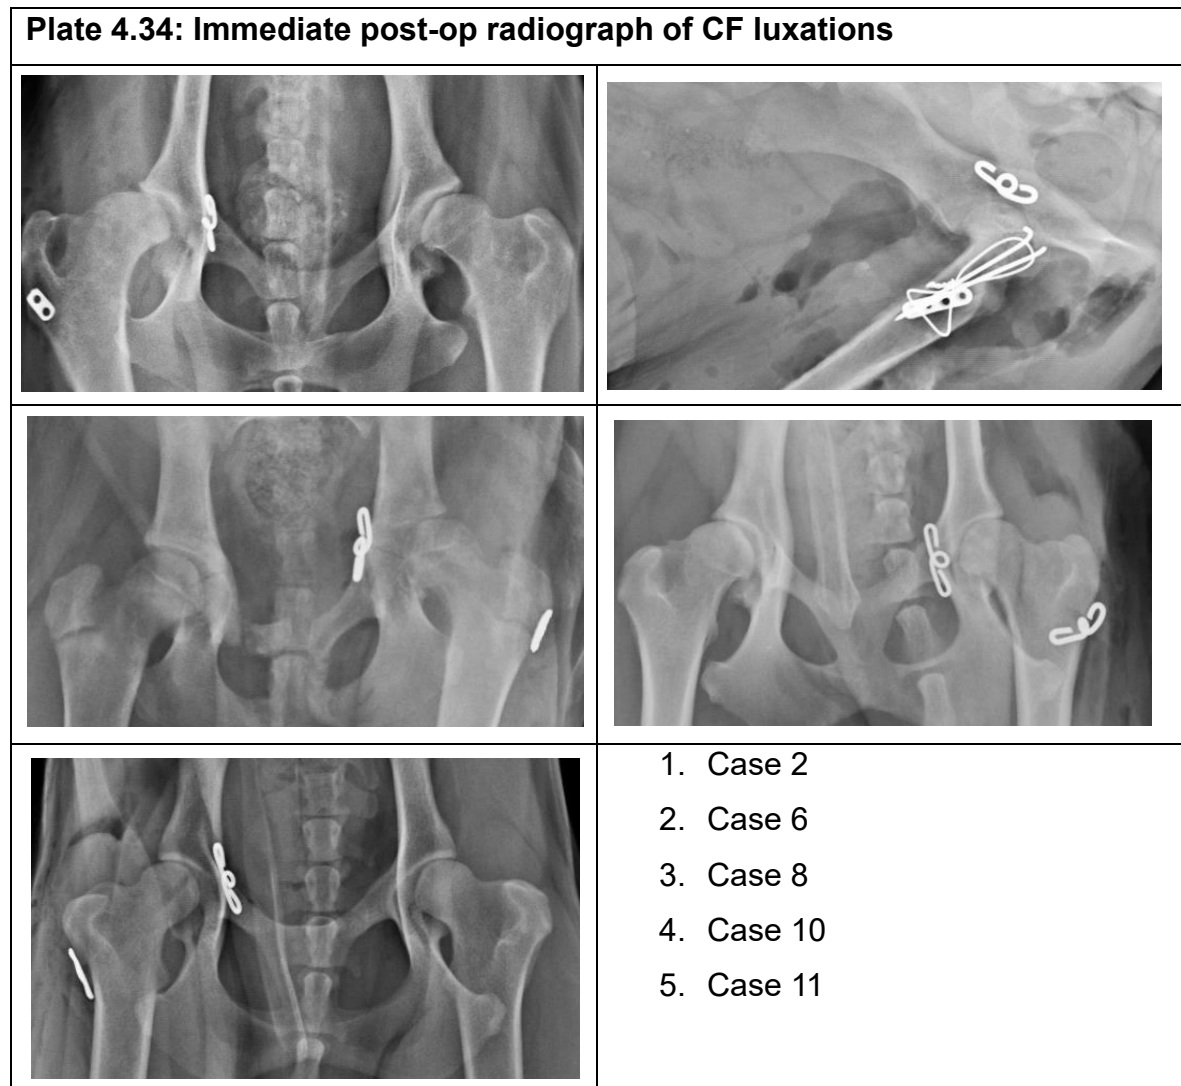 Plate 4.34: Immediate post-op radiograph of CF luxations
1. Case 2
2. Case 6
3. Case 8
4. Case 10
5. Case 11